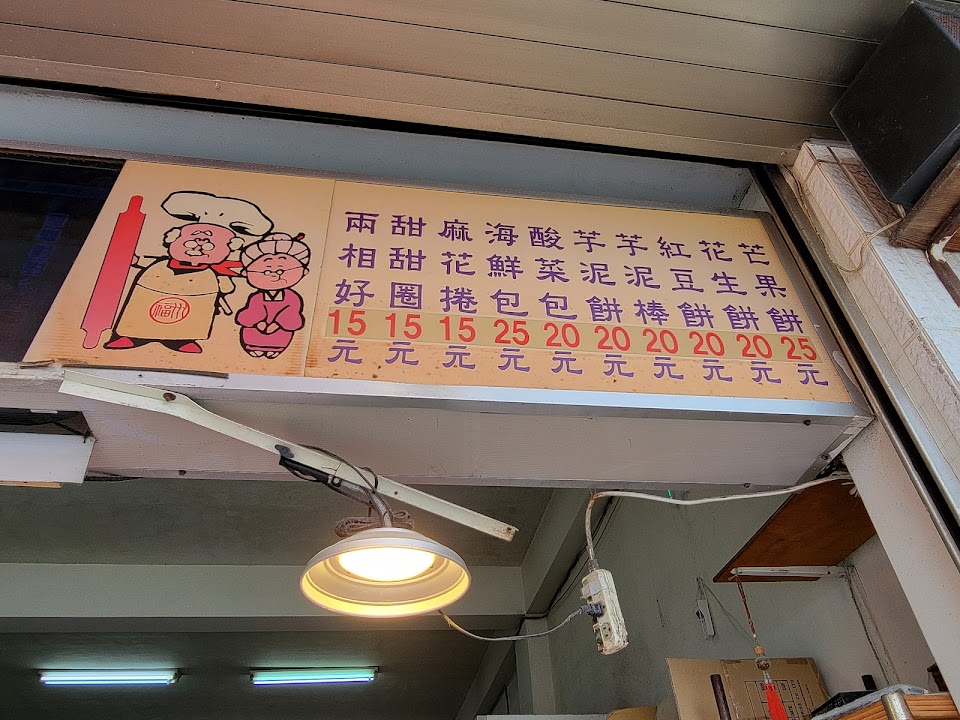 兩相好 15元
甜甜圈 15元
麻花捲 15元
海鮮包 25元
酸菜包 20元
芋泥餅 20元
芋泥棒 20元
紅豆餅 20元
花生餅 20元
芒果餅 25元